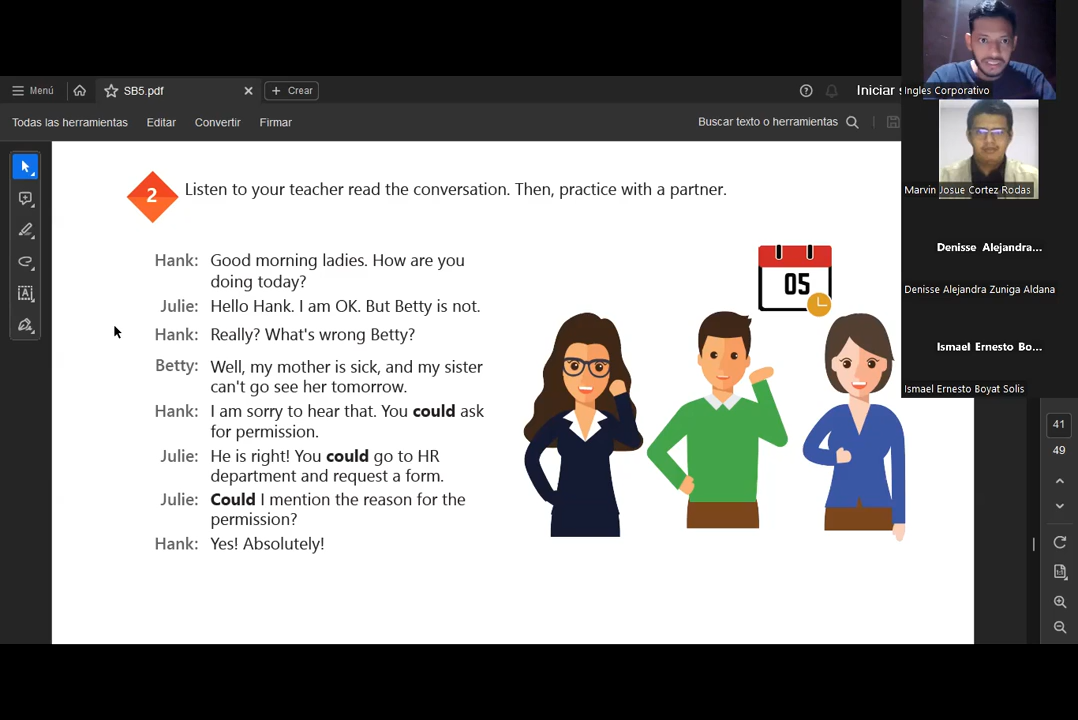 Menú
SB5.pdf
Crear
Iniciar s
Todas las herramientas
Editar
Convertir
Firmar
Buscar texto o herramientas
2
Listen to your teacher read the conversation. Then, practice with a partner.
Hank: Good morning ladies. How are you
doing today?
Julie: Hello Hank. I am OK. But Betty is not.
Hank: Really? What's wrong Betty?
Betty: Well, my mother is sick, and my sister
can't go see her tomorrow.
Hank: I am sorry to hear that. You could ask
for permission.
Julie: He is right! You could go to HR
department and request a form.
Julie: Could I mention the reason for the
permission?
Hank: Yes! Absolutely!
05
Ingles Corporativo
Marvin Josue Cortez Rodas
Denisse Alejandra...
Denisse Alejandra Zuniga Aldana
Ismael Ernesto Bo...
Ismael Ernesto Boyat Solis
41
49